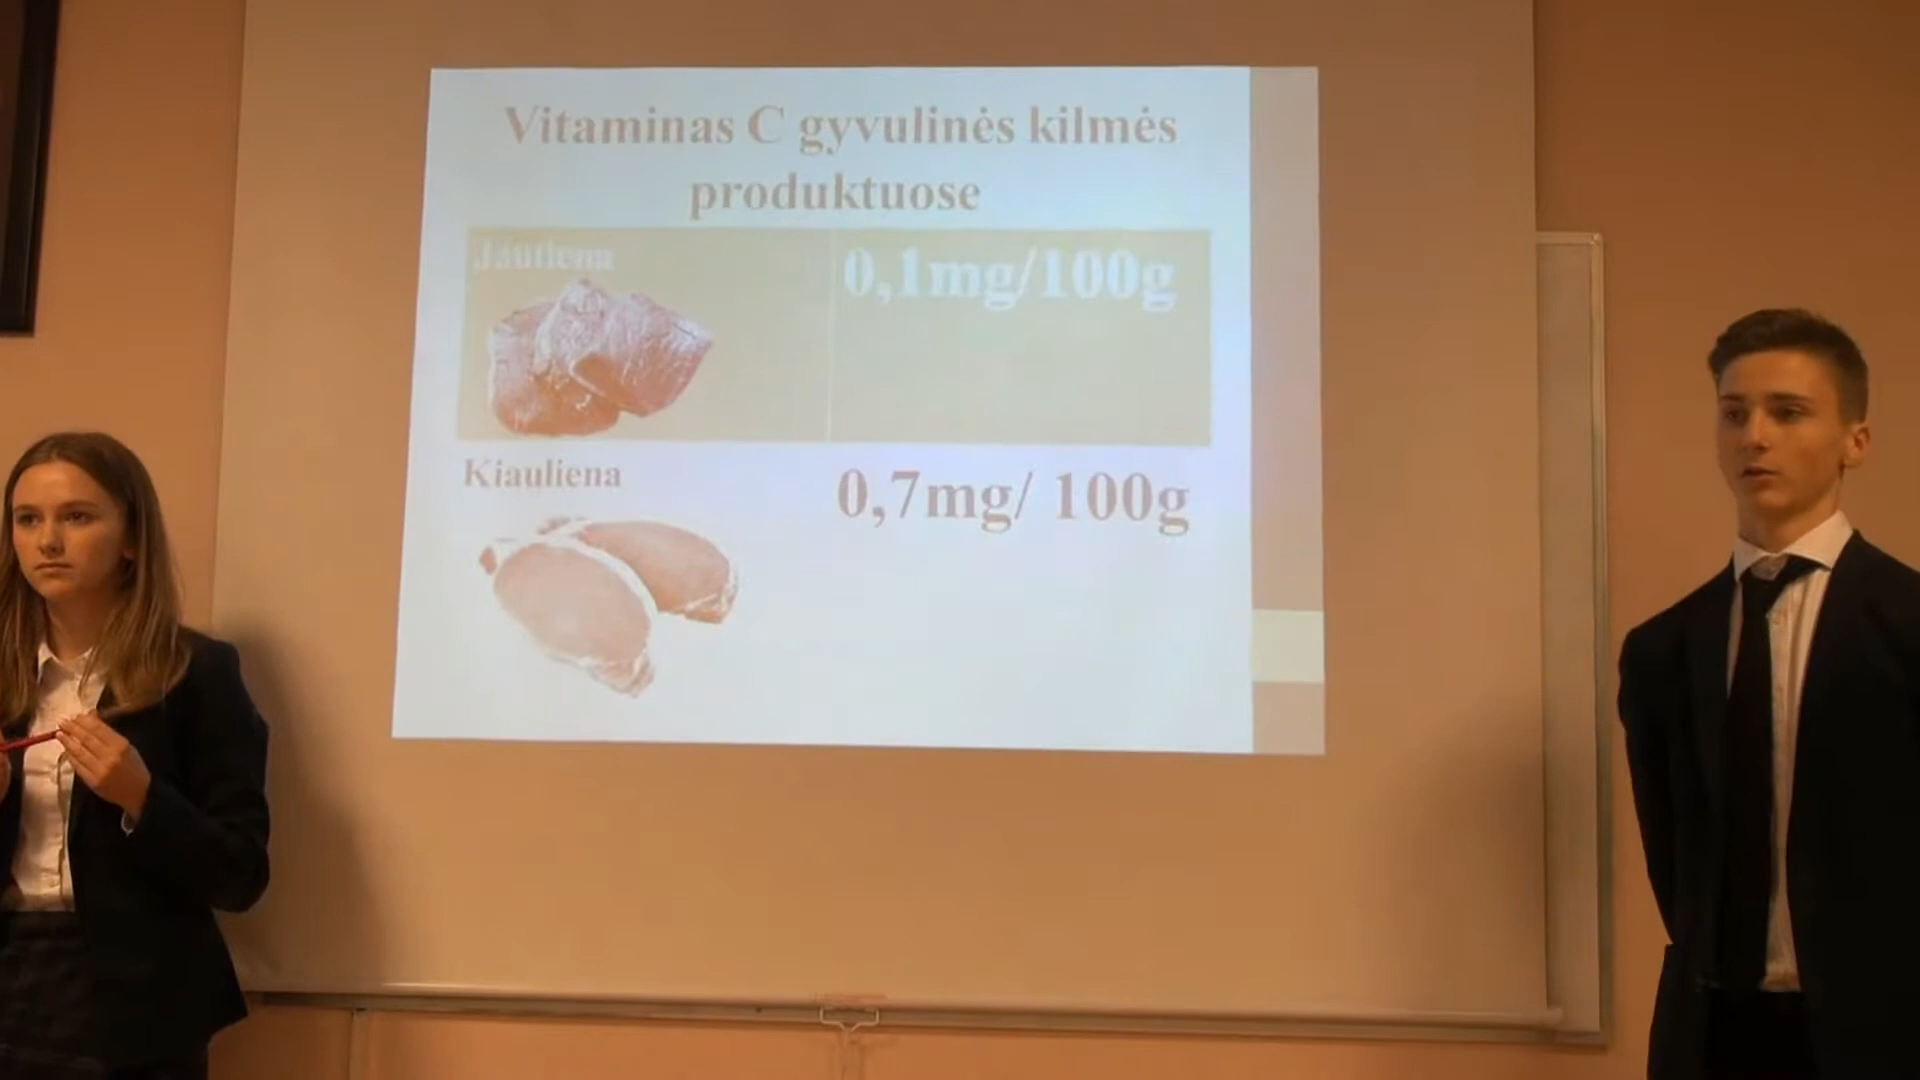 Vitaminas C gyvulinės kilmės
produktuose
Jautiena
0,1mg/100g
Kiauliena
0,7mg/ 100g